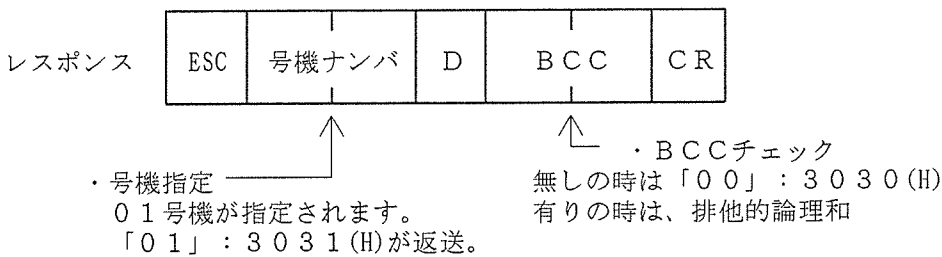 レスポンス ESC 号機ナンバ D BCC CR
・BCCチェック
・号機指定
無しの時は「00」:3030(H)
01号機が指定されます。
有りの時は、排他的論理和
「01」:3031(H)が返送。